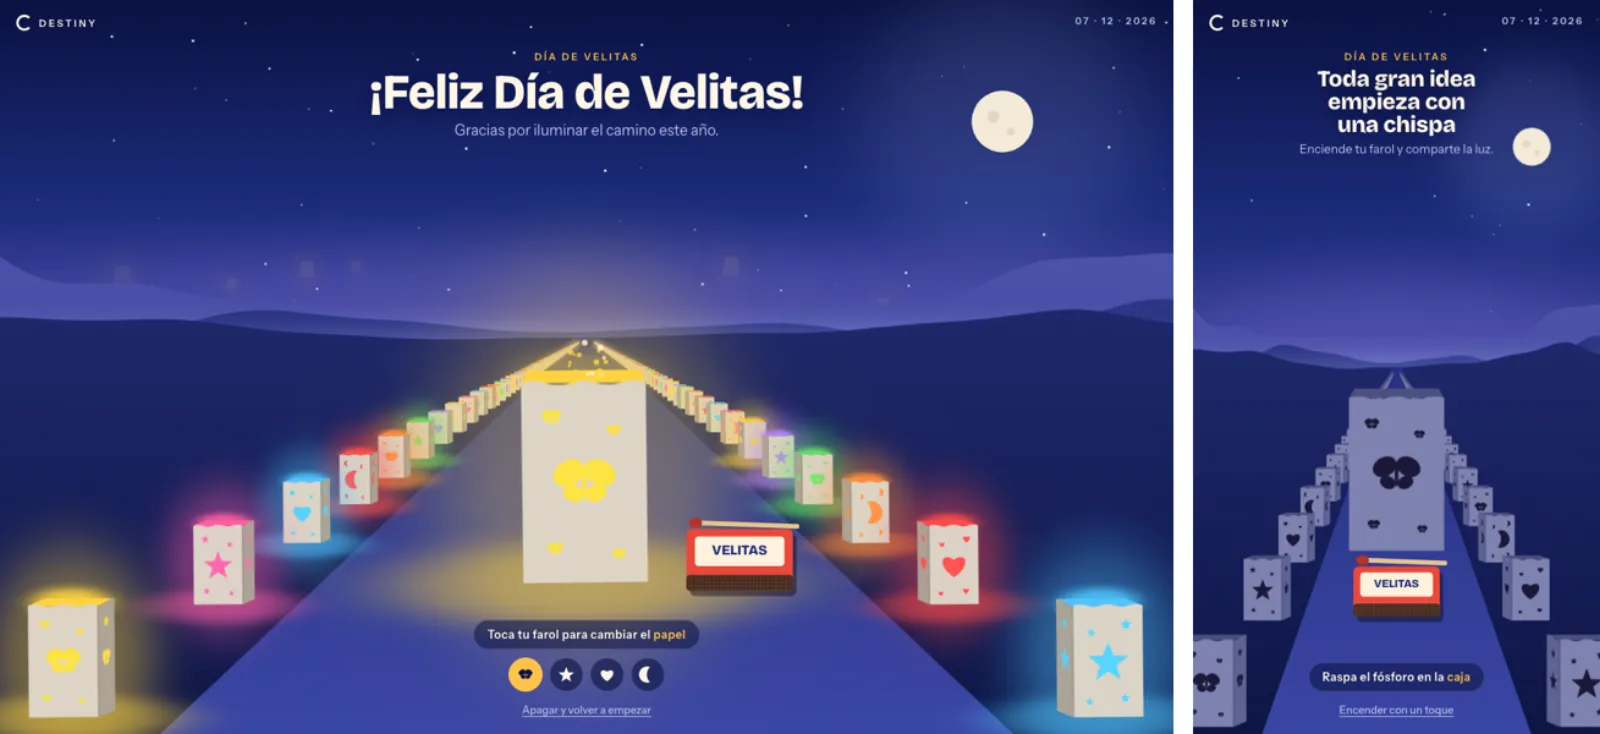 DESTINY
07 · 12 · 2026
DÍA DE VELITAS
¡Feliz Día de Velitas!
Gracias por iluminar el camino este año.
VELITAS
Toca tu farol para cambiar el papel
Apagar y volver a empezar
DESTINY
07 · 12 · 2026
DÍA DE VELITAS
Toda gran idea
empieza con
una chispa
Enciende tu farol y comparte la luz.
VELITAS
Raspa el fósforo en la caja
Encender con un toque